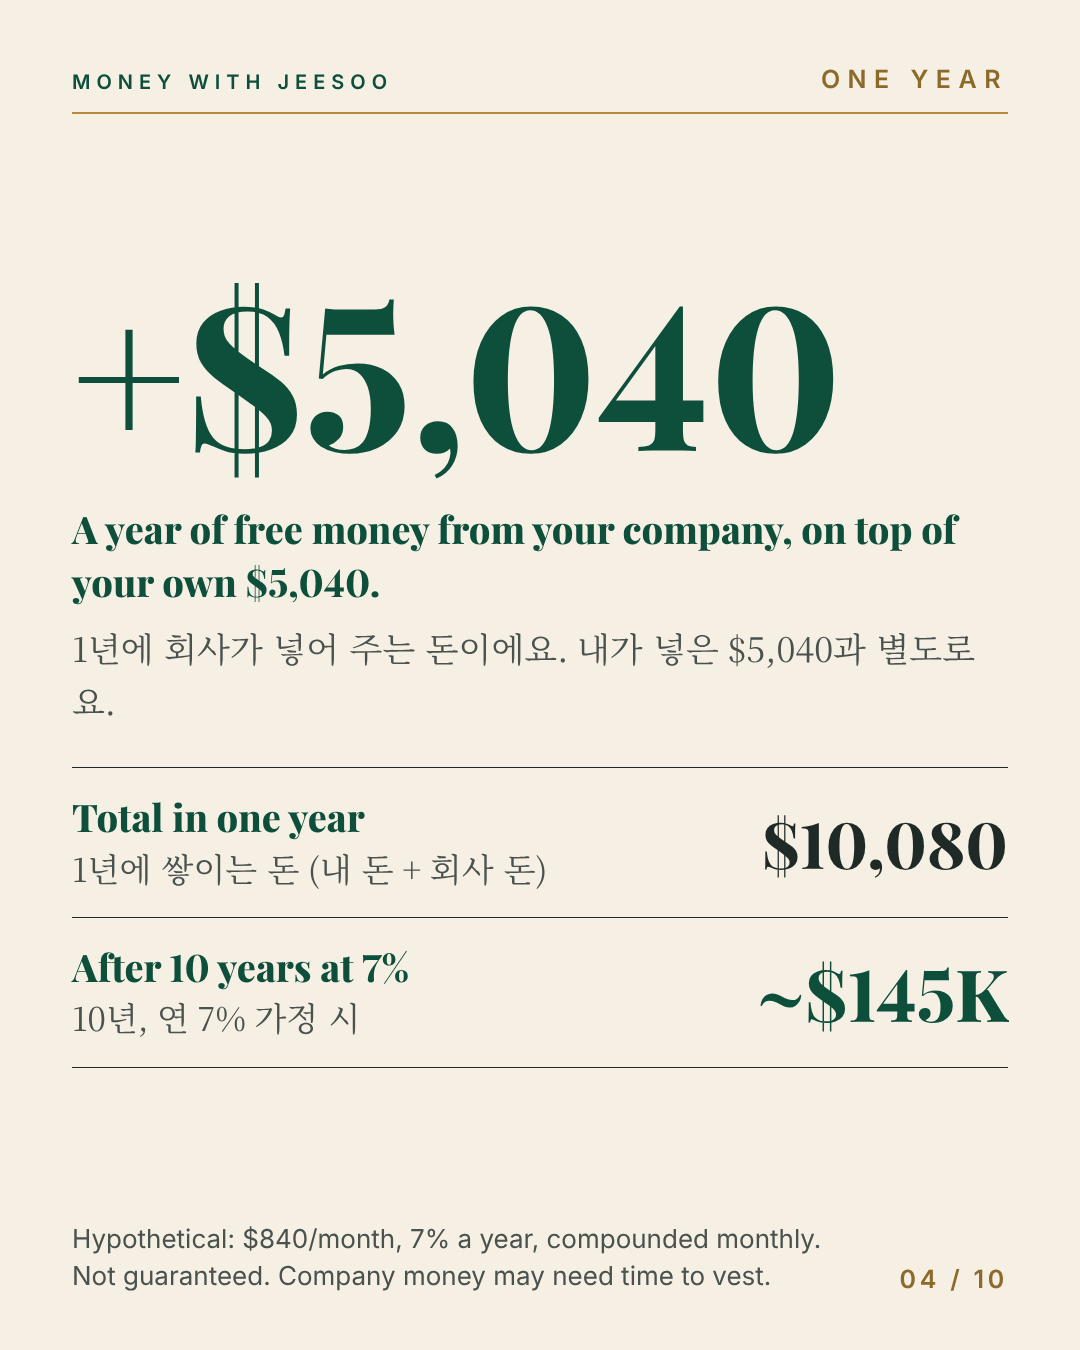 MONEY WITH JEESOO
ONE YEAR
+$5,040
A year of free money from your company, on top of
your own $5,040.
1년에 회사가 넣어 주는 돈이에요. 내가 넣은 $5,040과 별도로
요.
Total in one year
1년에 쌓이는 돈 (내 돈 + 회사 돈)
$10,080
After 10 years at 7%
10년, 연 7% 가정 시
~$145K
Hypothetical: $840/month, 7% a year, compounded monthly.
Not guaranteed. Company money may need time to vest.
04 / 10